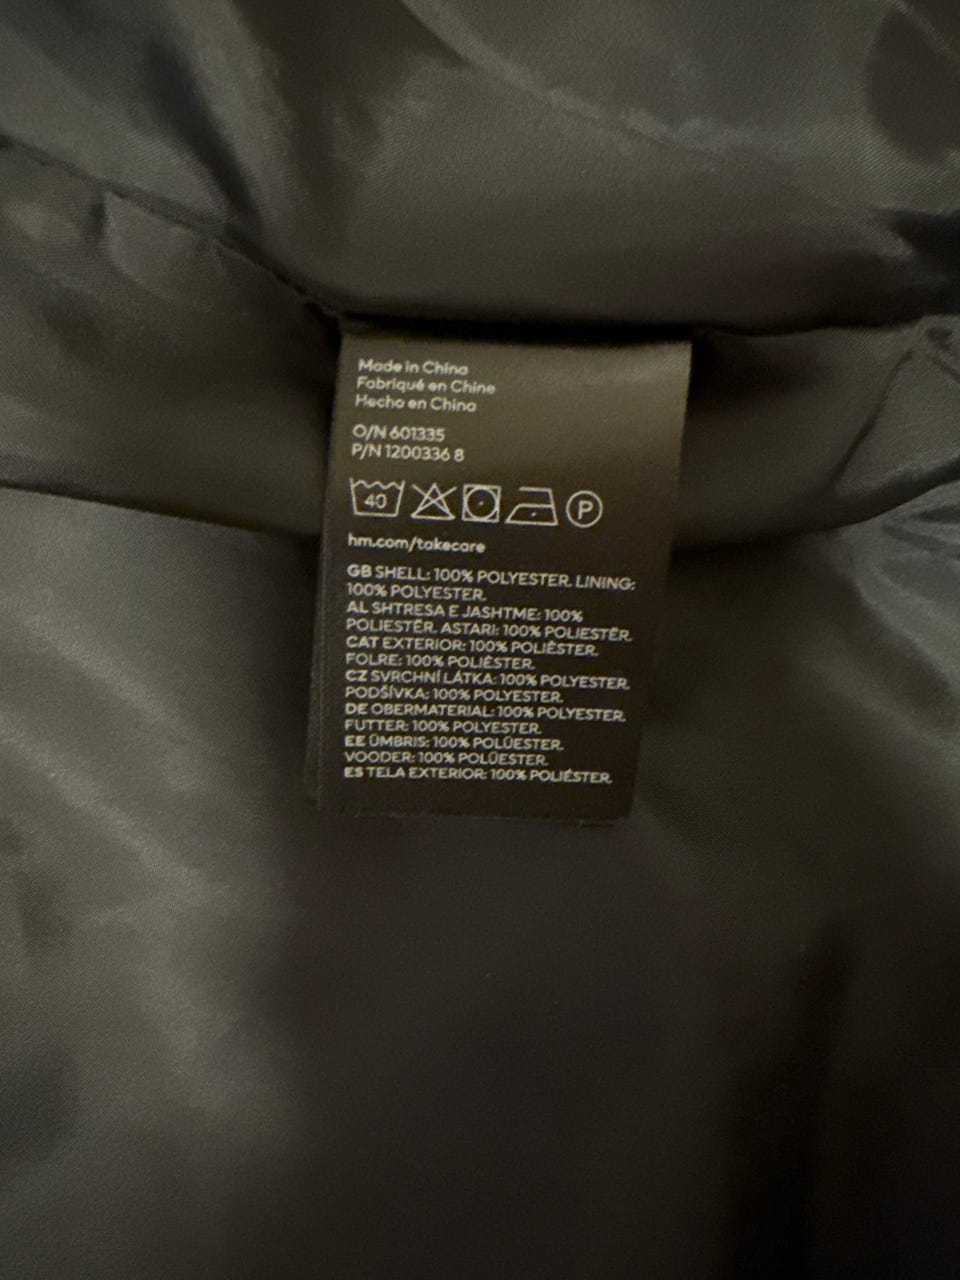 Made in China
Fabriqué en Chine
Hecho en China
O/N 601335
P/N 1200336 8
40 P
hm.com/takecare
GB SHELL: 100% POLYESTER. LINING:
100% POLYESTER.
AL SHTRESA E JASHTME: 100%
POLIESTËR. ASTARI: 100% POLIESTËR.
CAT EXTERIOR: 100% POLIÈSTER.
FOLRE: 100% POLIÈSTER.
CZ SVRCHNÍ LÁTKA: 100% POLYESTER.
PODŠÍVKA: 100% POLYESTER.
DE OBERMATERIAL: 100% POLYESTER.
FUTTER: 100% POLYESTER.
EE ÜMBRIS: 100% POLÜESTER.
VOODER: 100% POLÜESTER.
ES TELA EXTERIOR: 100% POLIÉSTER.